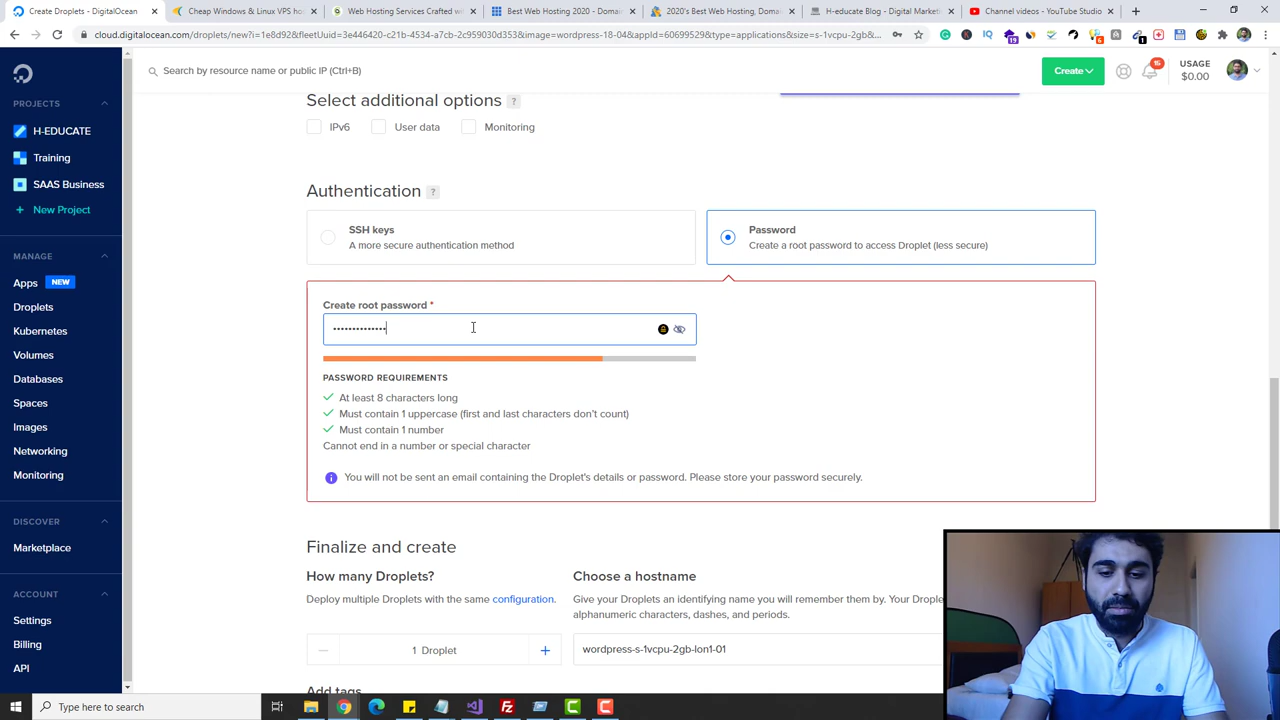 Create Droplets - DigitalOcean
Cheap Windows & Linux VPS ho
Web Hosting Services Crafted w
Best Web Hosting 2020 - Domai
2020's Best Web Hosting, Domai
H-educate Blog - Digital Marke
Channel videos - YouTube Studio
cloud.digitalocean.com/droplets/new?i=1e8d92&fleetUuid=3e446420-c21b-4534-a7cb-2c959030d353&image=wordpress-18-04&appId=60699529&type=applications&size=s-1vcpu-2gb&...
Search by resource name or public IP (Ctrl+B)
Create
15
USAGE
$0.00
PROJECTS
H-EDUCATE
Training
SAAS Business
+ New Project
MANAGE
Apps NEW
Droplets
Kubernetes
Volumes
Databases
Spaces
Images
Networking
Monitoring
DISCOVER
Marketplace
ACCOUNT
Settings
Billing
API
Select additional options ?
IPv6
User data
Monitoring
Authentication ?
SSH keys
A more secure authentication method
Password
Create a root password to access Droplet (less secure)
Create root password *
PASSWORD REQUIREMENTS
At least 8 characters long
Must contain 1 uppercase (first and last characters don't count)
Must contain 1 number
Cannot end in a number or special character
You will not be sent an email containing the Droplet's details or password. Please store your password securely.
Finalize and create
How many Droplets?
Deploy multiple Droplets with the same configuration.
1 Droplet
Choose a hostname
Give your Droplets an identifying name you will remember them by. Your Drople
alphanumeric characters, dashes, and periods.
wordpress-s-1vcpu-2gb-lon1-01
Add tags
Type here to search